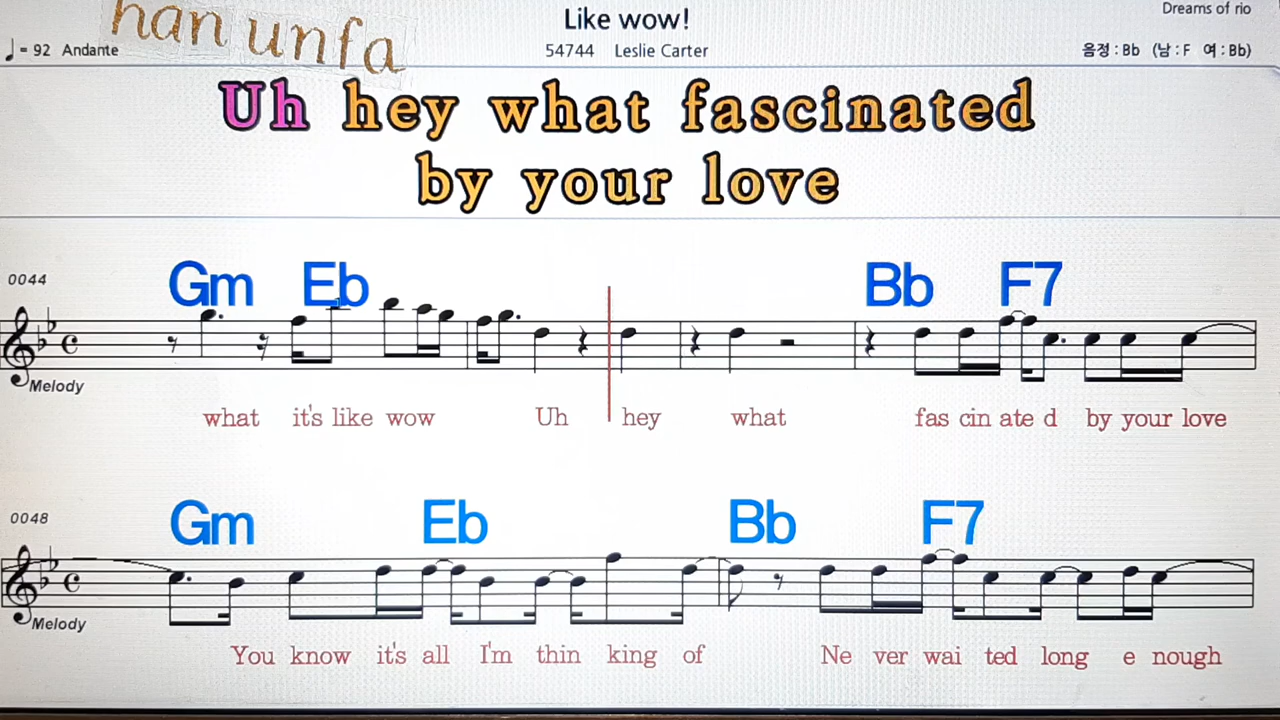 han unfa
Like wow!
Dreams of rio
♩= 92 Andante
54744 Leslie Carter
음정 : Bb (남 : F 여 : Bb)
Uh hey what fascinated
by your love
0044
Gm Eb Bb F7
Melody
what it's like wow Uh hey what fas cin ate d by your love
0048
Gm Eb Bb F7
Melody
You know it's all I'm thin king of Ne ver wai ted long e nough